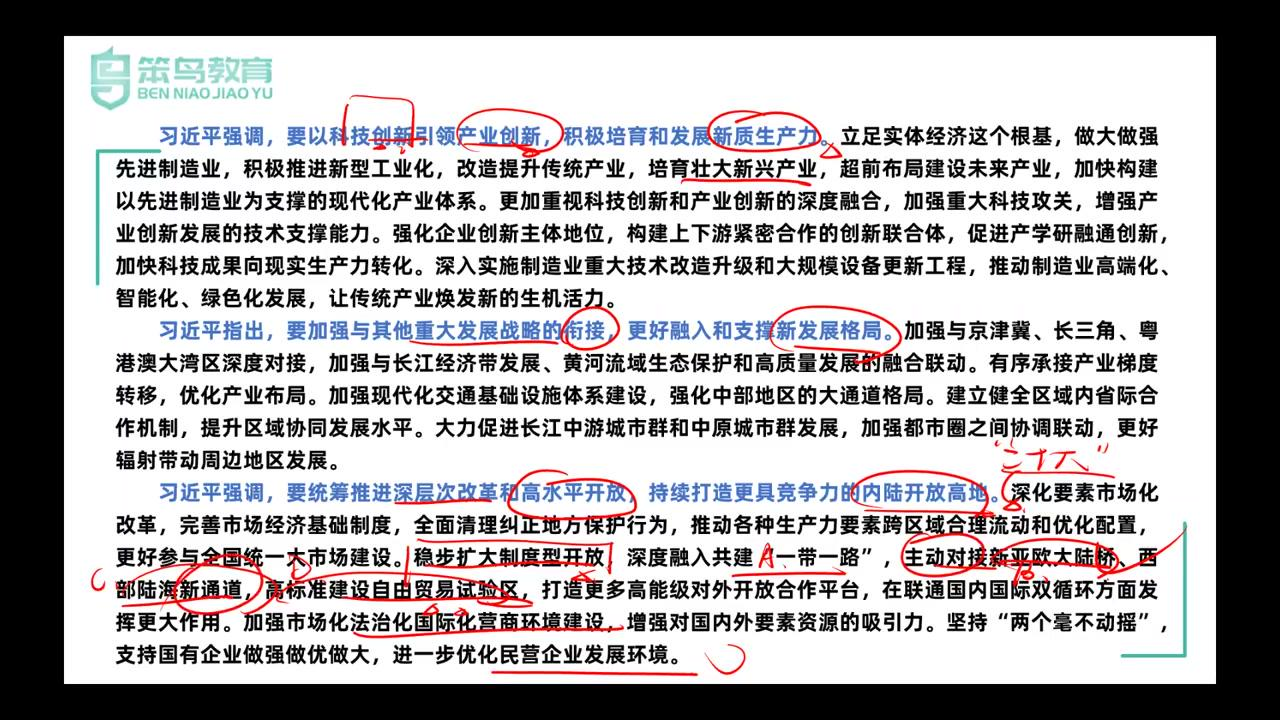 笨鸟教育
BEN NIAO JIAO YU
习近平强调，要以科技创新引领产业创新，积极培育和发展新质生产力。立足实体经济这个根基，做大做强
先进制造业，积极推进新型工业化，改造提升传统产业，培育壮大新兴产业，超前布局建设未来产业，加快构建
以先进制造业为支撑的现代化产业体系。更加重视科技创新和产业创新的深度融合，加强重大科技攻关，增强产
业创新发展的技术支撑能力。强化企业创新主体地位，构建上下游紧密合作的创新联合体，促进产学研融通创新，
加快科技成果向现实生产力转化。深入实施制造业重大技术改造升级和大规模设备更新工程，推动制造业高端化、
智能化、绿色化发展，让传统产业焕发新的生机活力。
习近平指出，要加强与其他重大发展战略的衔接，更好融入和支撑新发展格局。加强与京津冀、长三角、粤
港澳大湾区深度对接，加强与长江经济带发展、黄河流域生态保护和高质量发展的融合联动。有序承接产业梯度
转移，优化产业布局。加强现代化交通基础设施体系建设，强化中部地区的大通道格局。建立健全区域内省际合
作机制，提升区域协同发展水平。大力促进长江中游城市群和中原城市群发展，加强都市圈之间协调联动，更好
辐射带动周边地区发展。
“二十大”
习近平强调，要统筹推进深层次改革和高水平开放，持续打造更具竞争力的内陆开放高地。深化要素市场化
改革，完善市场经济基础制度，全面清理纠正地方保护行为，推动各种生产力要素跨区域合理流动和优化配置，
更好参与全国统一大市场建设。稳步扩大制度型开放，深度融入共建“一带一路”，主动对接新亚欧大陆桥、西
部陆海新通道，高标准建设自由贸易试验区，打造更多高能级对外开放合作平台，在联通国内国际双循环方面发
挥更大作用。加强市场化法治化国际化营商环境建设，增强对国内外要素资源的吸引力。坚持“两个毫不动摇”，
支持国有企业做强做优做大，进一步优化民营企业发展环境。